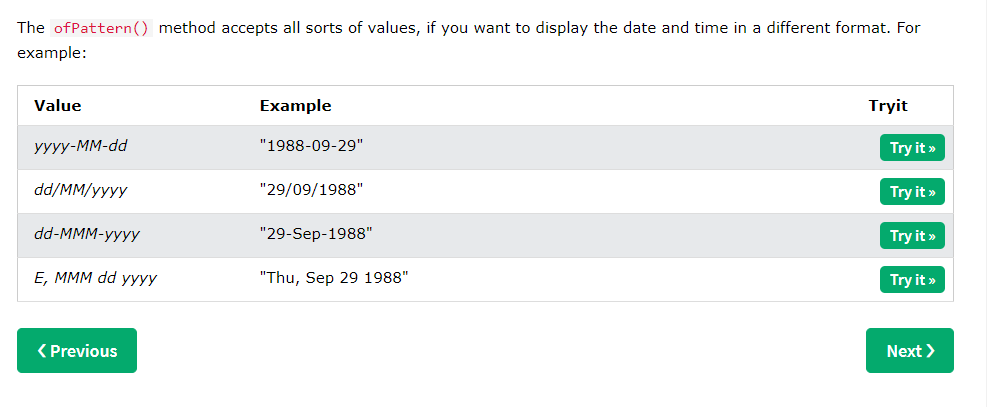 The ofPattern() method accepts all sorts of values, if you want to display the date and time in a different format. For
example:
Value Example Tryit
yyyy-MM-dd "1988-09-29" Try it »
dd/MM/yyyy "29/09/1988" Try it »
dd-MMM-yyyy "29-Sep-1988" Try it »
E, MMM dd yyyy "Thu, Sep 29 1988" Try it »
❮ Previous Next ❯